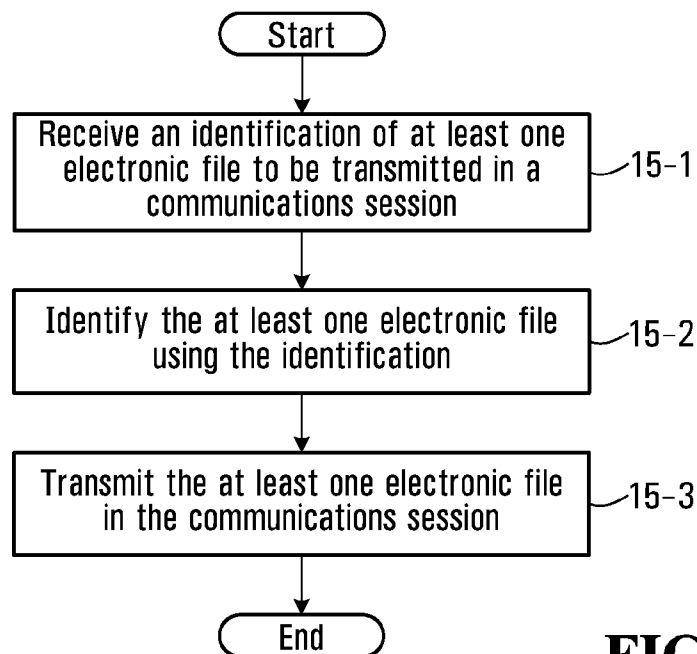 Start
Receive an identification of at least one
electronic file to be transmitted in a
communications session
15-1
Identify the at least one electronic file
using the identification
15-2
Transmit the at least one electronic file
in the communications session
15-3
End